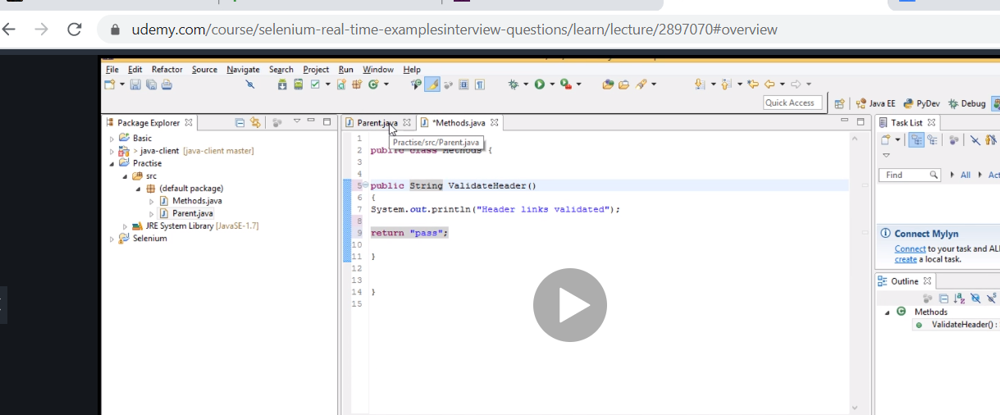 udemy.com/course/selenium-real-time-examplesinterview-questions/learn/lecture/2897070#overview
File Edit Refactor Source Navigate Search Project Run Window Help
Quick Access
Java EE PyDev Debug
Package Explorer
Basic
> java-client [java-client master]
Practise
src
(default package)
Methods.java
Parent.java
JRE System Library [JavaSE-1.7]
Selenium
Parent.java *Methods.java
Practise/src/Parent.java
1
2 public class Methods {
3
4
5 public String ValidateHeader()
6 {
7 System.out.println("Header links validated");
8
9 return "pass";
10
11 }
12
13
14 }
15
Task List
Find All Act
Connect Mylyn
Connect to your task and AL
create a local task.
Outline
Methods
ValidateHeader() :